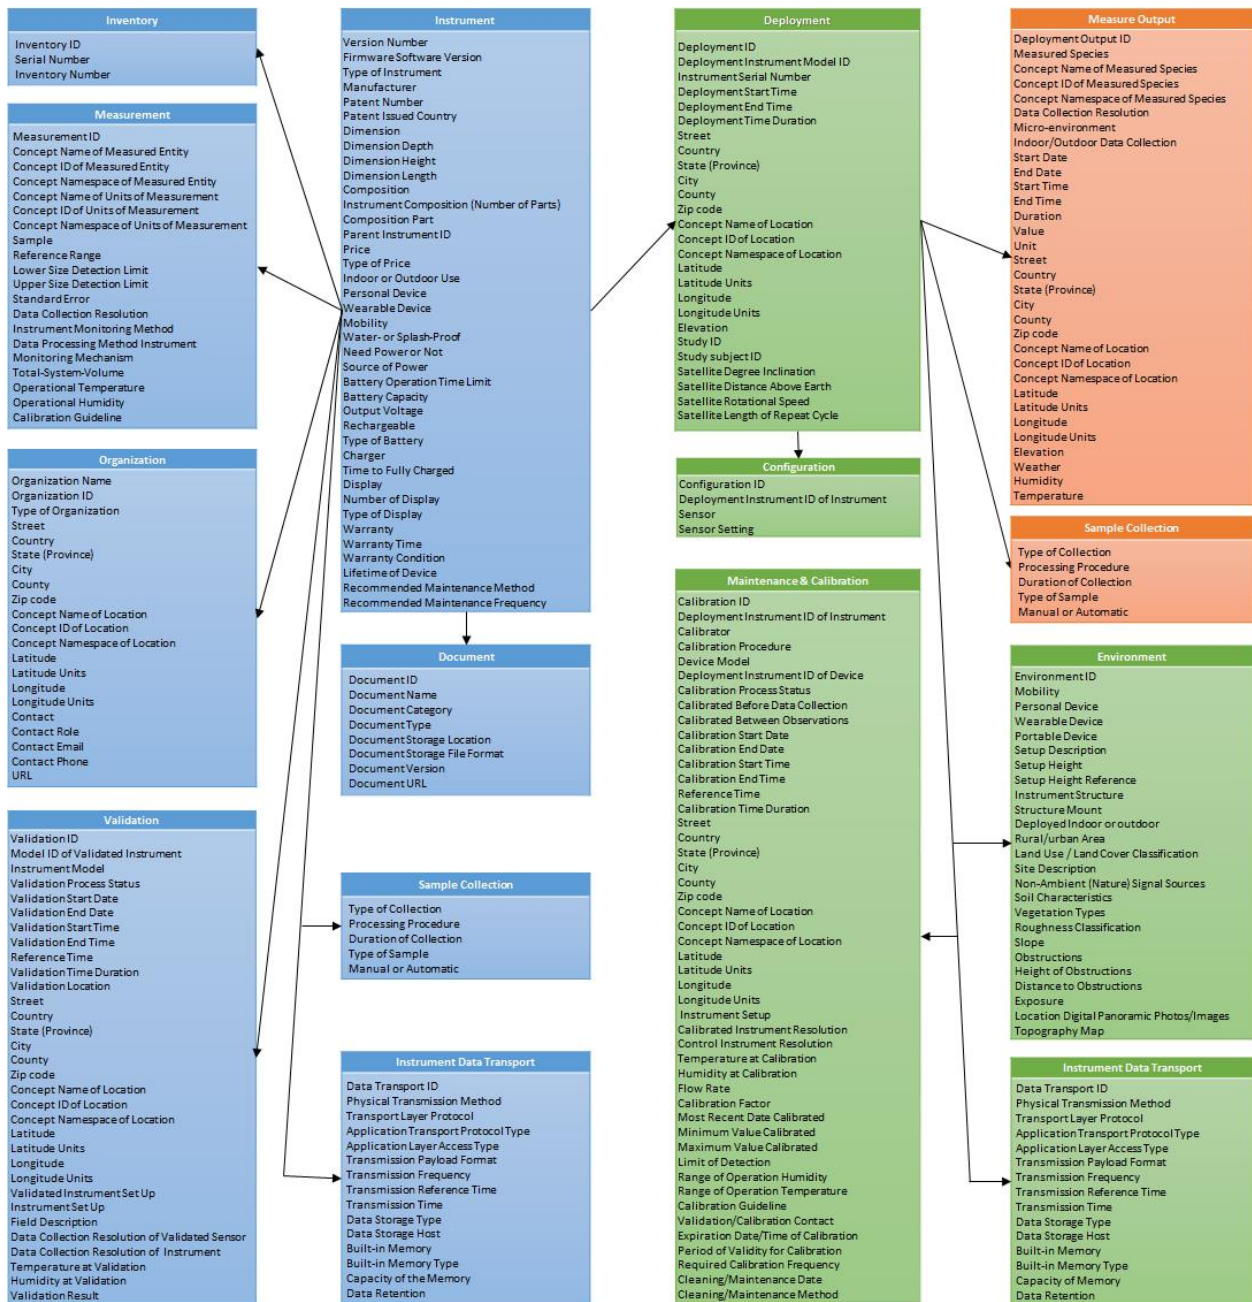 Inventory
Inventory ID
Serial Number
Inventory Number
Measurement
Measurement ID
Concept Name of Measured Entity
Concept ID of Measured Entity
Concept Namespace of Measured Entity
Concept Name of Units of Measurement
Concept ID of Units of Measurement
Concept Namespace of Units of Measurement
Sample
Reference Range
Lower Size Detection Limit
Upper Size Detection Limit
Standard Error
Data Collection Resolution
Instrument Monitoring Method
Data Processing Method Instrument
Monitoring Mechanism
Total-System-Volume
Operational Temperature
Operational Humidity
Calibration Guideline
Organization
Organization Name
Organization ID
Type of Organization
Street
Country
State (Province)
City
County
Zip code
Concept Name of Location
Concept ID of Location
Concept Namespace of Location
Latitude
Latitude Units
Longitude
Longitude Units
Contact
Contact Role
Contact Email
Contact Phone
URL
Validation
Validation ID
Model ID of Validated Instrument
Instrument Model
Validation Process Status
Validation Start Date
Validation End Date
Validation Start Time
Validation End Time
Reference Time
Validation Time Duration
Validation Location
Street
Country
State (Province)
City
County
Zip code
Concept Name of Location
Concept ID of Location
Concept Namespace of Location
Latitude
Latitude Units
Longitude
Longitude Units
Validated Instrument Set Up
Instrument Set Up
Field Description
Data Collection Resolution of Validated Sensor
Data Collection Resolution of Instrument
Temperature at Validation
Humidity at Validation
Validation Result
Instrument
Version Number
Firmware Software Version
Type of Instrument
Manufacturer
Patent Number
Patent Issued Country
Dimension
Dimension Depth
Dimension Height
Dimension Length
Composition
Instrument Composition (Number of Parts)
Composition Part
Parent Instrument ID
Price
Type of Price
Indoor or Outdoor Use
Personal Device
Wearable Device
Mobility
Water- or Splash-Proof
Need Power or Not
Source of Power
Battery Operation Time Limit
Battery Capacity
Output Voltage
Rechargeable
Type of Battery
Charger
Time to Fully Charged
Display
Number of Display
Type of Display
Warranty
Warranty Time
Warranty Condition
Lifetime of Device
Recommended Maintenance Method
Recommended Maintenance Frequency
Document
Document ID
Document Name
Document Category
Document Type
Document Storage Location
Document Storage File Format
Document Version
Document URL
Sample Collection
Type of Collection
Processing Procedure
Duration of Collection
Type of Sample
Manual or Automatic
Instrument Data Transport
Data Transport ID
Physical Transmission Method
Transport Layer Protocol
Application Transport Protocol Type
Application Layer Access Type
Transmission Payload Format
Transmission Frequency
Transmission Reference Time
Transmission Time
Data Storage Type
Data Storage Host
Built-in Memory
Built-in Memory Type
Capacity of the Memory
Data Retention
Deployment
Deployment ID
Deployment Instrument Model ID
Instrument Serial Number
Deployment Start Time
Deployment End Time
Deployment Time Duration
Street
Country
State (Province)
City
County
Zip code
Concept Name of Location
Concept ID of Location
Concept Namespace of Location
Latitude
Latitude Units
Longitude
Longitude Units
Elevation
Study ID
Study subject ID
Satellite Degree Inclination
Satellite Distance Above Earth
Satellite Rotational Speed
Satellite Length of Repeat Cycle
Configuration
Configuration ID
Deployment Instrument ID of Instrument
Sensor
Sensor Setting
Maintenance & Calibration
Calibration ID
Deployment Instrument ID of Instrument
Calibrator
Calibration Procedure
Device Model
Deployment Instrument ID of Device
Calibration Process Status
Calibrated Before Data Collection
Calibrated Between Observations
Calibration Start Date
Calibration End Date
Calibration Start Time
Calibration End Time
Reference Time
Calibration Time Duration
Street
Country
State (Province)
City
County
Zip code
Concept Name of Location
Concept ID of Location
Concept Namespace of Location
Latitude
Latitude Units
Longitude
Longitude Units
Instrument Setup
Calibrated Instrument Resolution
Control Instrument Resolution
Temperature at Calibration
Humidity at Calibration
Flow Rate
Calibration Factor
Most Recent Date Calibrated
Minimum Value Calibrated
Maximum Value Calibrated
Limit of Detection
Range of Operation Humidity
Range of Operation Temperature
Calibration Guideline
Validation/Calibration Contact
Expiration Date/Time of Calibration
Period of Validity for Calibration
Required Calibration Frequency
Cleaning/Maintenance Date
Cleaning/Maintenance Method
Measure Output
Deployment Output ID
Measured Species
Concept Name of Measured Species
Concept ID of Measured Species
Concept Namespace of Measured Species
Data Collection Resolution
Micro-environment
Indoor/Outdoor Data Collection
Start Date
End Date
Start Time
End Time
Duration
Value
Unit
Street
Country
State (Province)
City
County
Zip code
Concept Name of Location
Concept ID of Location
Concept Namespace of Location
Latitude
Latitude Units
Longitude
Longitude Units
Elevation
Weather
Humidity
Temperature
Sample Collection
Type of Collection
Processing Procedure
Duration of Collection
Type of Sample
Manual or Automatic
Environment
Environment ID
Mobility
Personal Device
Wearable Device
Portable Device
Setup Description
Setup Height
Setup Height Reference
Instrument Structure
Structure Mount
Deployed Indoor or outdoor
Rural/urban Area
Land Use / Land Cover Classification
Site Description
Non-Ambient (Nature) Signal Sources
Soil Characteristics
Vegetation Types
Roughness Classification
Slope
Obstructions
Height of Obstructions
Distance to Obstructions
Exposure
Location Digital Panoramic Photos/Images
Topography Map
Instrument Data Transport
Data Transport ID
Physical Transmission Method
Transport Layer Protocol
Application Transport Protocol Type
Application Layer Access Type
Transmission Payload Format
Transmission Frequency
Transmission Reference Time
Transmission Time
Data Storage Type
Data Storage Host
Built-in Memory
Built-in Memory Type
Capacity of Memory
Data Retention